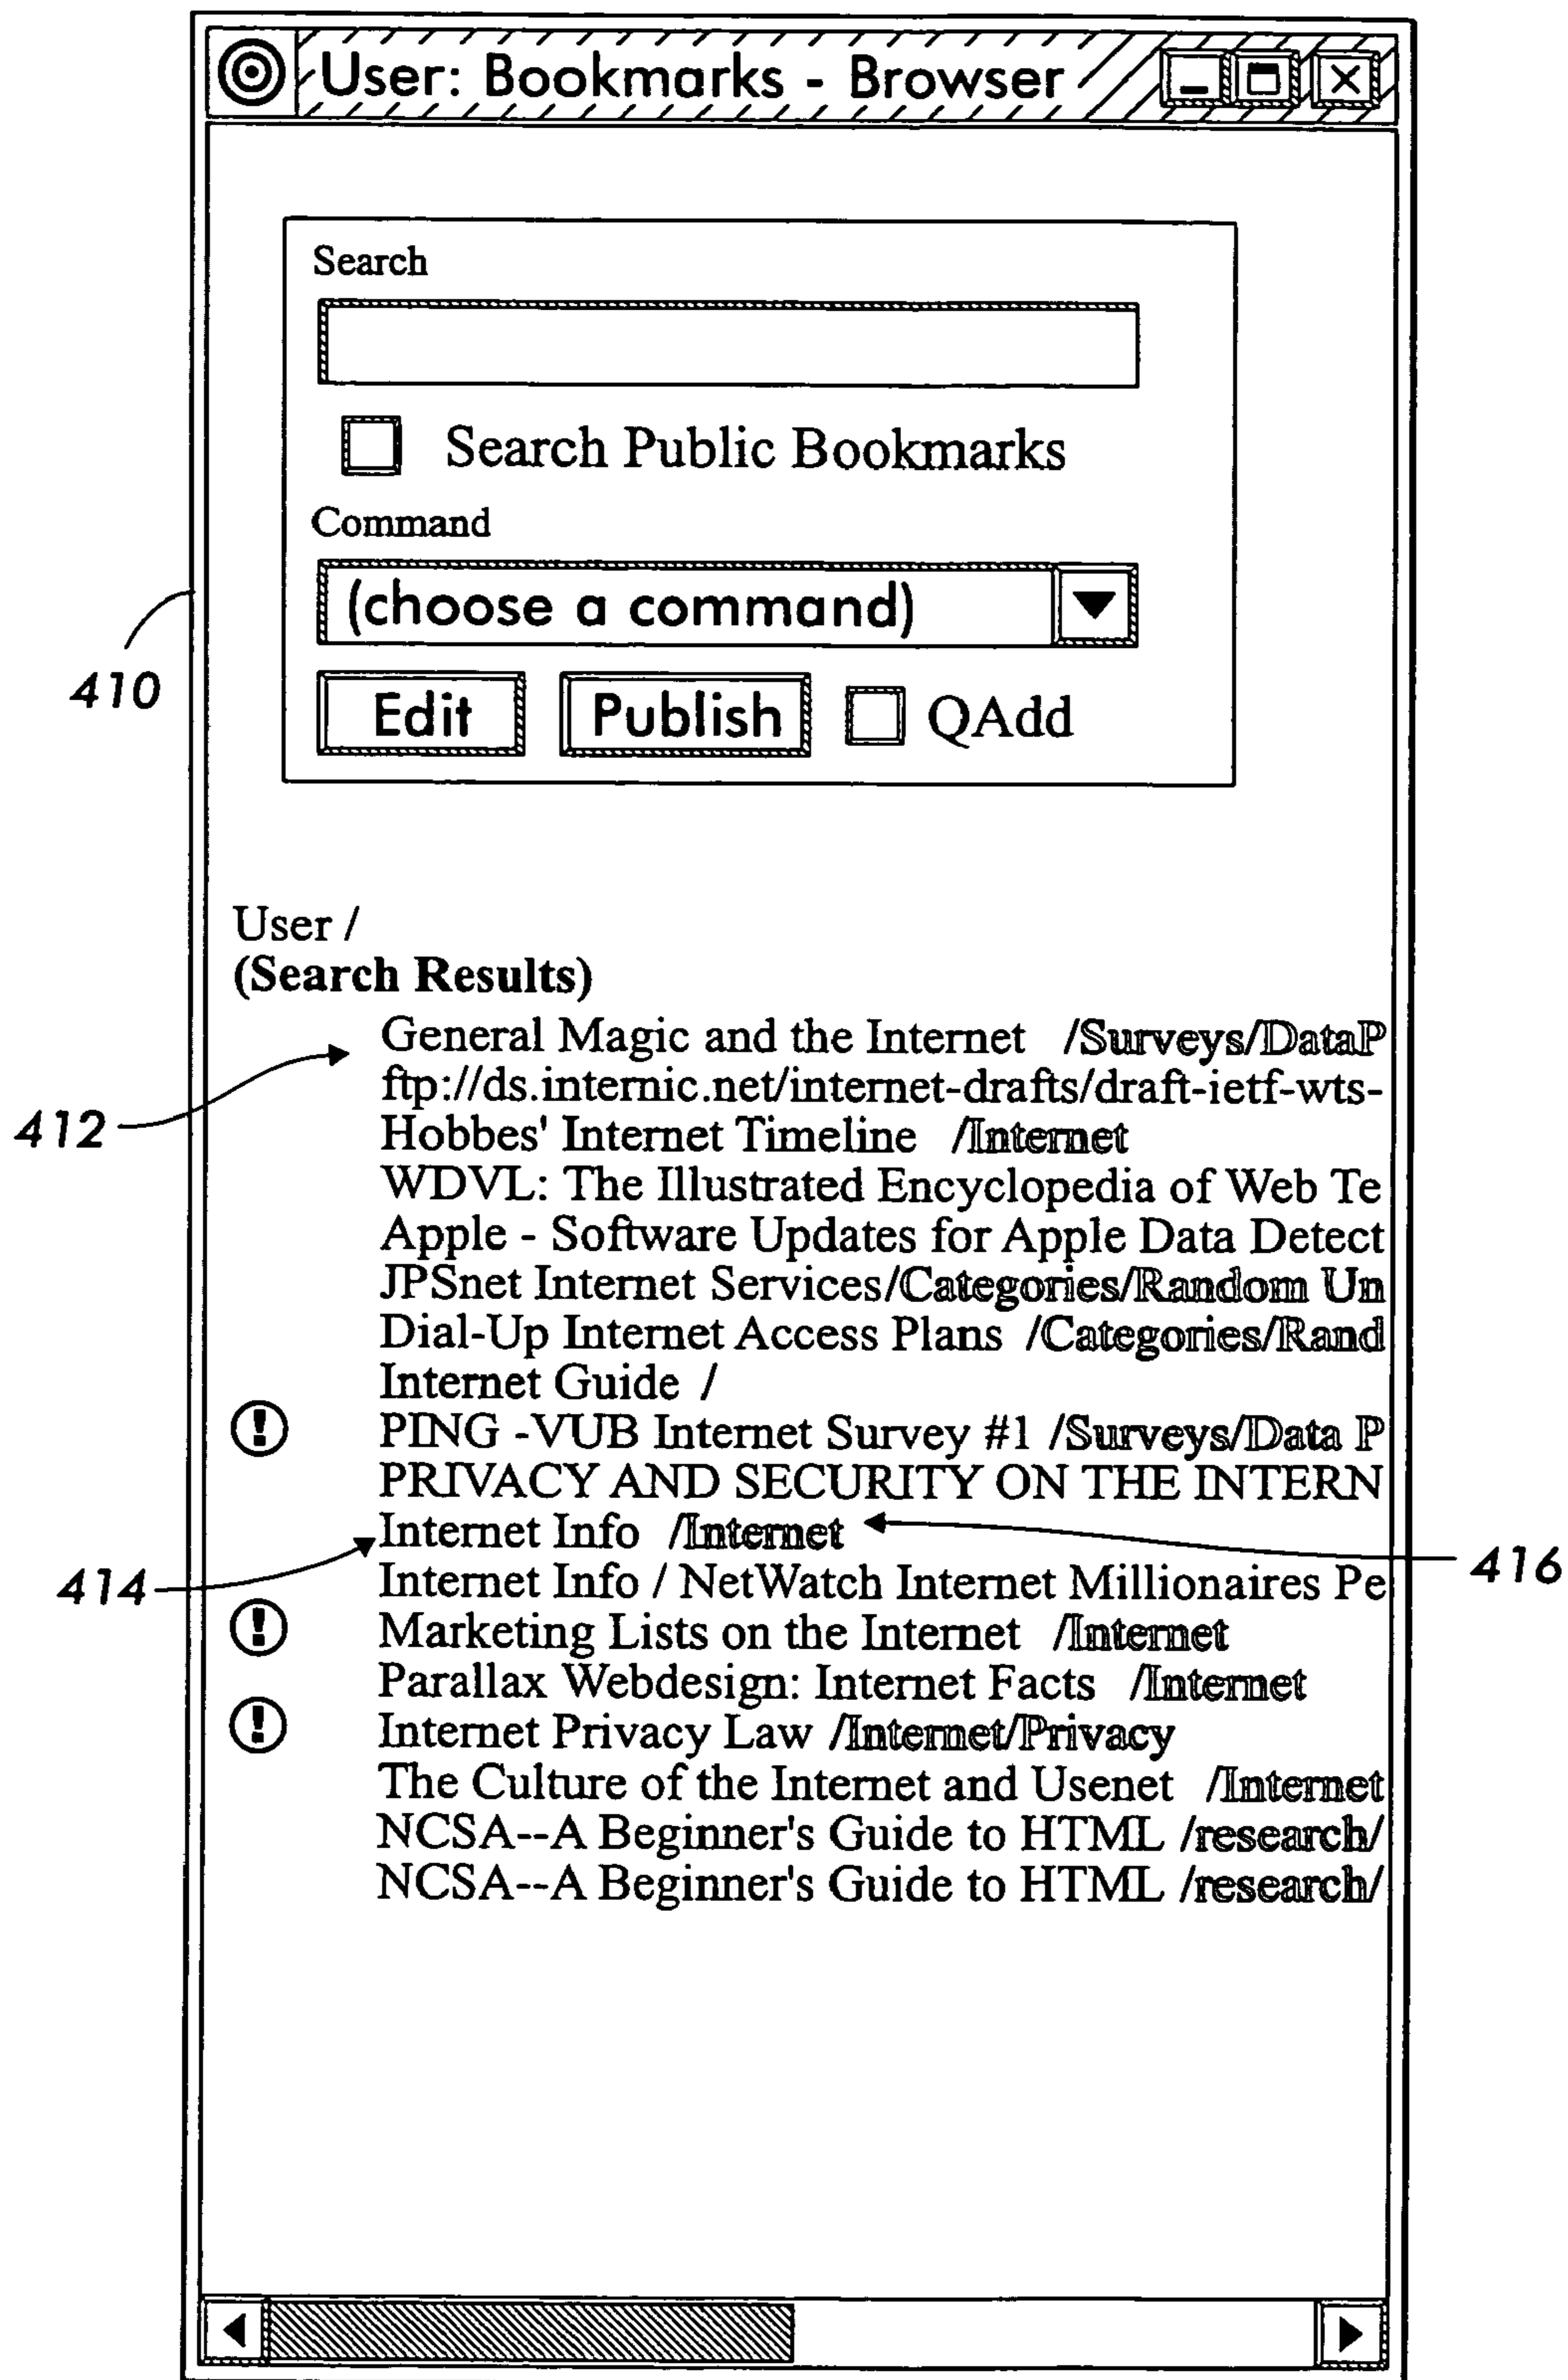 User: Bookmarks - Browser
Search
Search Public Bookmarks
Command
(choose a command)
410
Edit Publish QAdd
User /
(Search Results)
General Magic and the Internet /Surveys/DataP
ftp://ds.internic.net/internet-drafts/draft-ietf-wts-
412
Hobbes' Internet Timeline /Internet
WDVL: The Illustrated Encyclopedia of Web Te
Apple - Software Updates for Apple Data Detect
JPSnet Internet Services/Categories/Random Un
Dial-Up Internet Access Plans /Categories/Rand
Internet Guide /
PING -VUB Internet Survey #1 /Surveys/Data P
PRIVACY AND SECURITY ON THE INTERN
Internet Info /Internet
416
414
Internet Info / NetWatch Internet Millionaires Pe
Marketing Lists on the Internet /Internet
Parallax Webdesign: Internet Facts /Internet
Internet Privacy Law /Internet/Privacy
The Culture of the Internet and Usenet /Internet
NCSA--A Beginner's Guide to HTML /research/
NCSA--A Beginner's Guide to HTML /research/